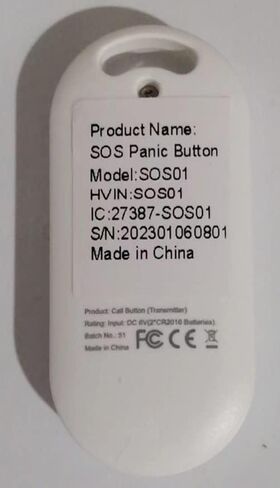 Product Name:
SOS Panic Button
Model:SOS01
HVIN:SOS01
IC:27387-SOS01
S/N:202301060801
Made in China
Product: Call Button (Transmitter)
Rating: Input: DC 6V(2*CR2016 Batteries)
Batch No.: 51
Made in China
FC CE